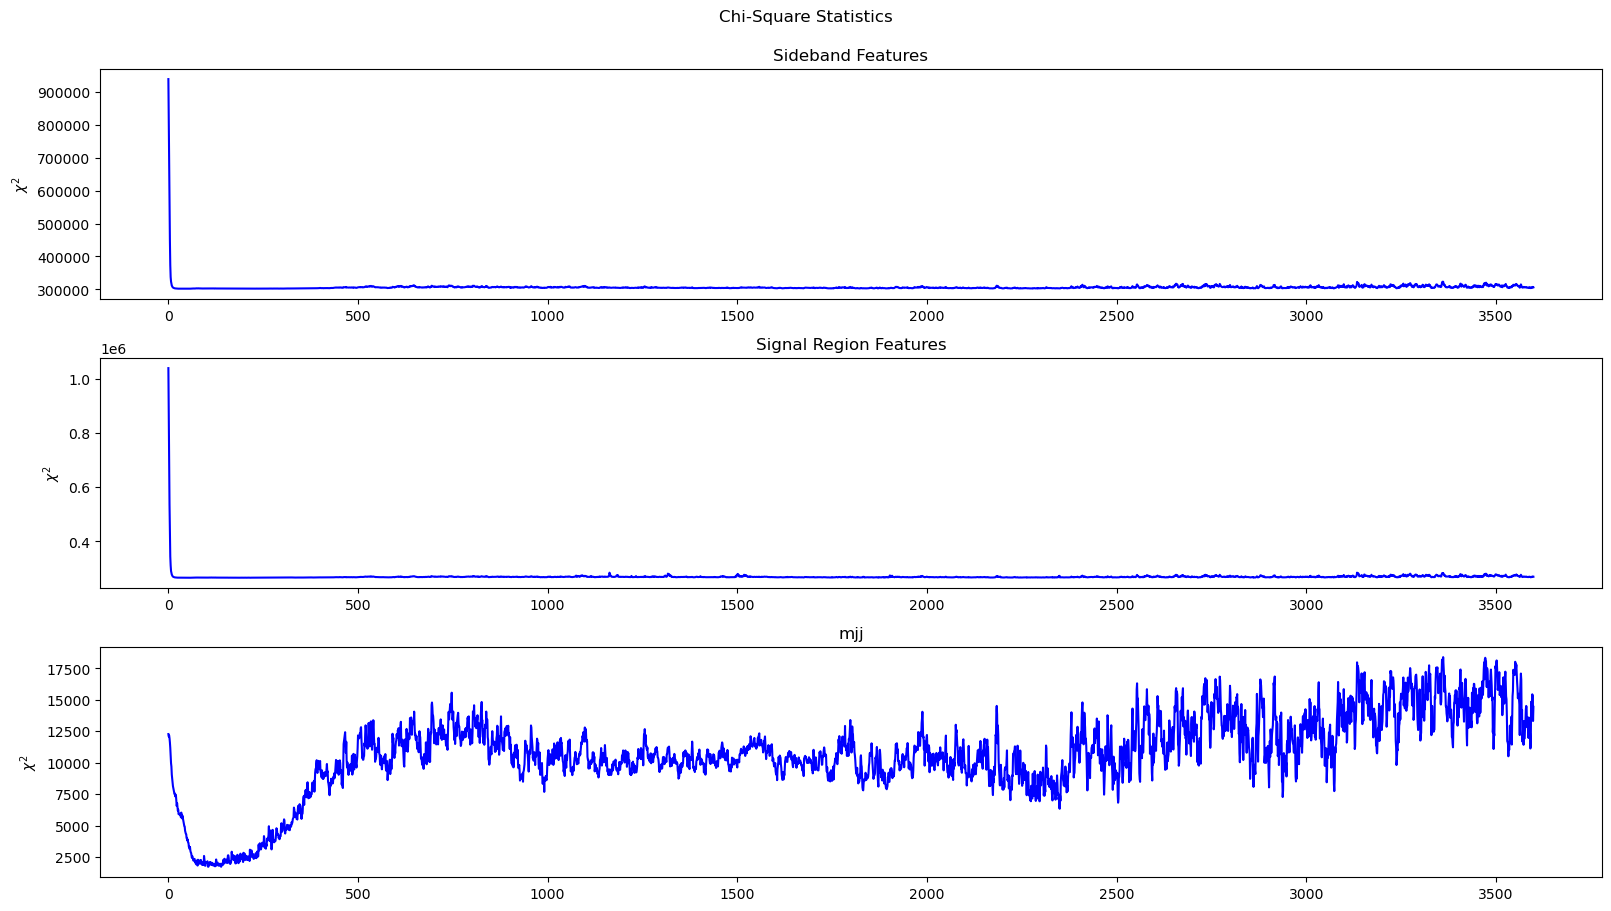 Chi-Square Statistics
Sideband Features
900000
800000
700000
600000
500000
400000
300000
χ²
0 500 1000 1500 2000 2500 3000 3500
Signal Region Features
1e6
1.0
0.8
0.6
0.4
χ²
0 500 1000 1500 2000 2500 3000 3500
mjj
17500
15000
12500
10000
7500
5000
2500
χ²
0 500 1000 1500 2000 2500 3000 3500